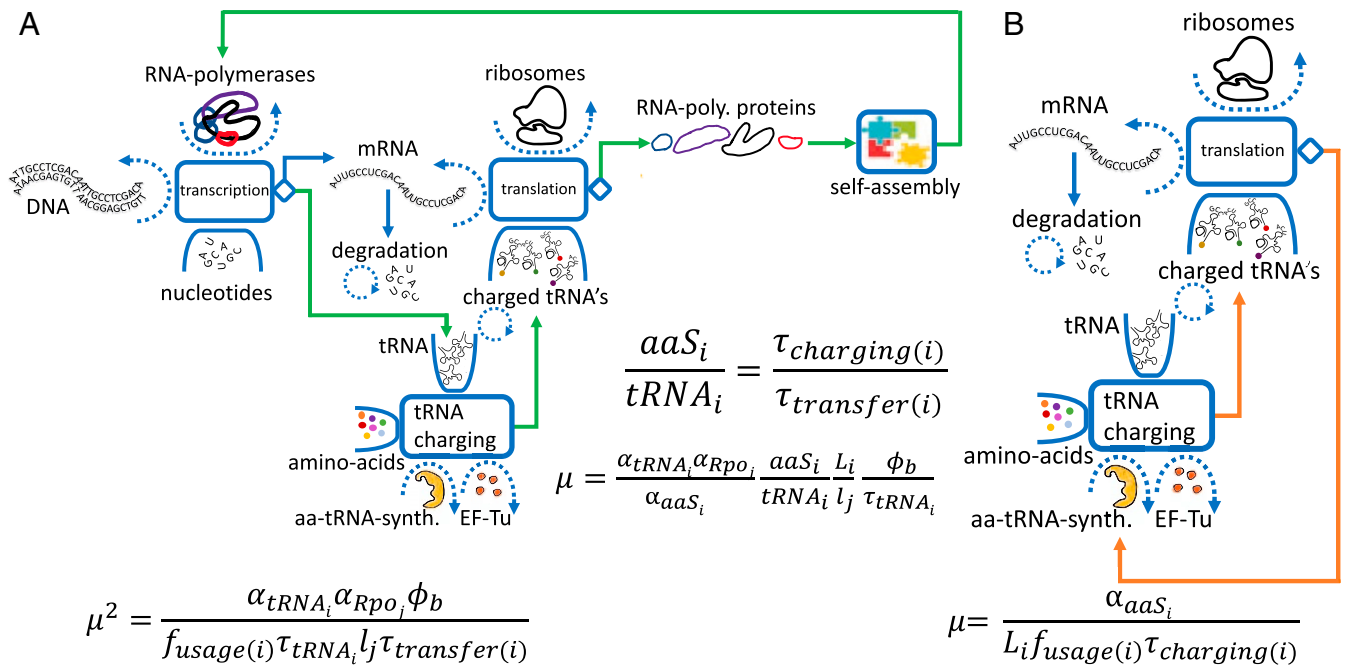 A
B
RNA-polymerases
ribosomes
RNA-poly. proteins
ribosomes
mRNA
AUUGCCUCGACAAUUGCCUCGACA
transcription
translation
self-assembly
ATTGCCTCGACAATTGCCTCGACA
DNA
degradation
nucleotides
charged tRNA's
tRNA
tRNA
charging
amino-acids
aa-tRNA-synth. EF-Tu
aaS_i / tRNA_i = τ_charging(i) / τ_transfer(i)
μ = (α_tRNA_i α_Rpo_j / α_aaS_i) (aaS_i / tRNA_i) (L_i / l_j) (ϕ_b / τ_tRNA_i)
μ² = α_tRNA_i α_Rpo_j ϕ_b / (f_usage(i) τ_tRNA_i l_j τ_transfer(i))
mRNA
AUUGCCUCGACAAUUGCCUCGACA
translation
degradation
charged tRNA's
tRNA
tRNA
charging
amino-acids
aa-tRNA-synth. EF-Tu
μ= α_aaS_i / (L_i f_usage(i) τ_charging(i))